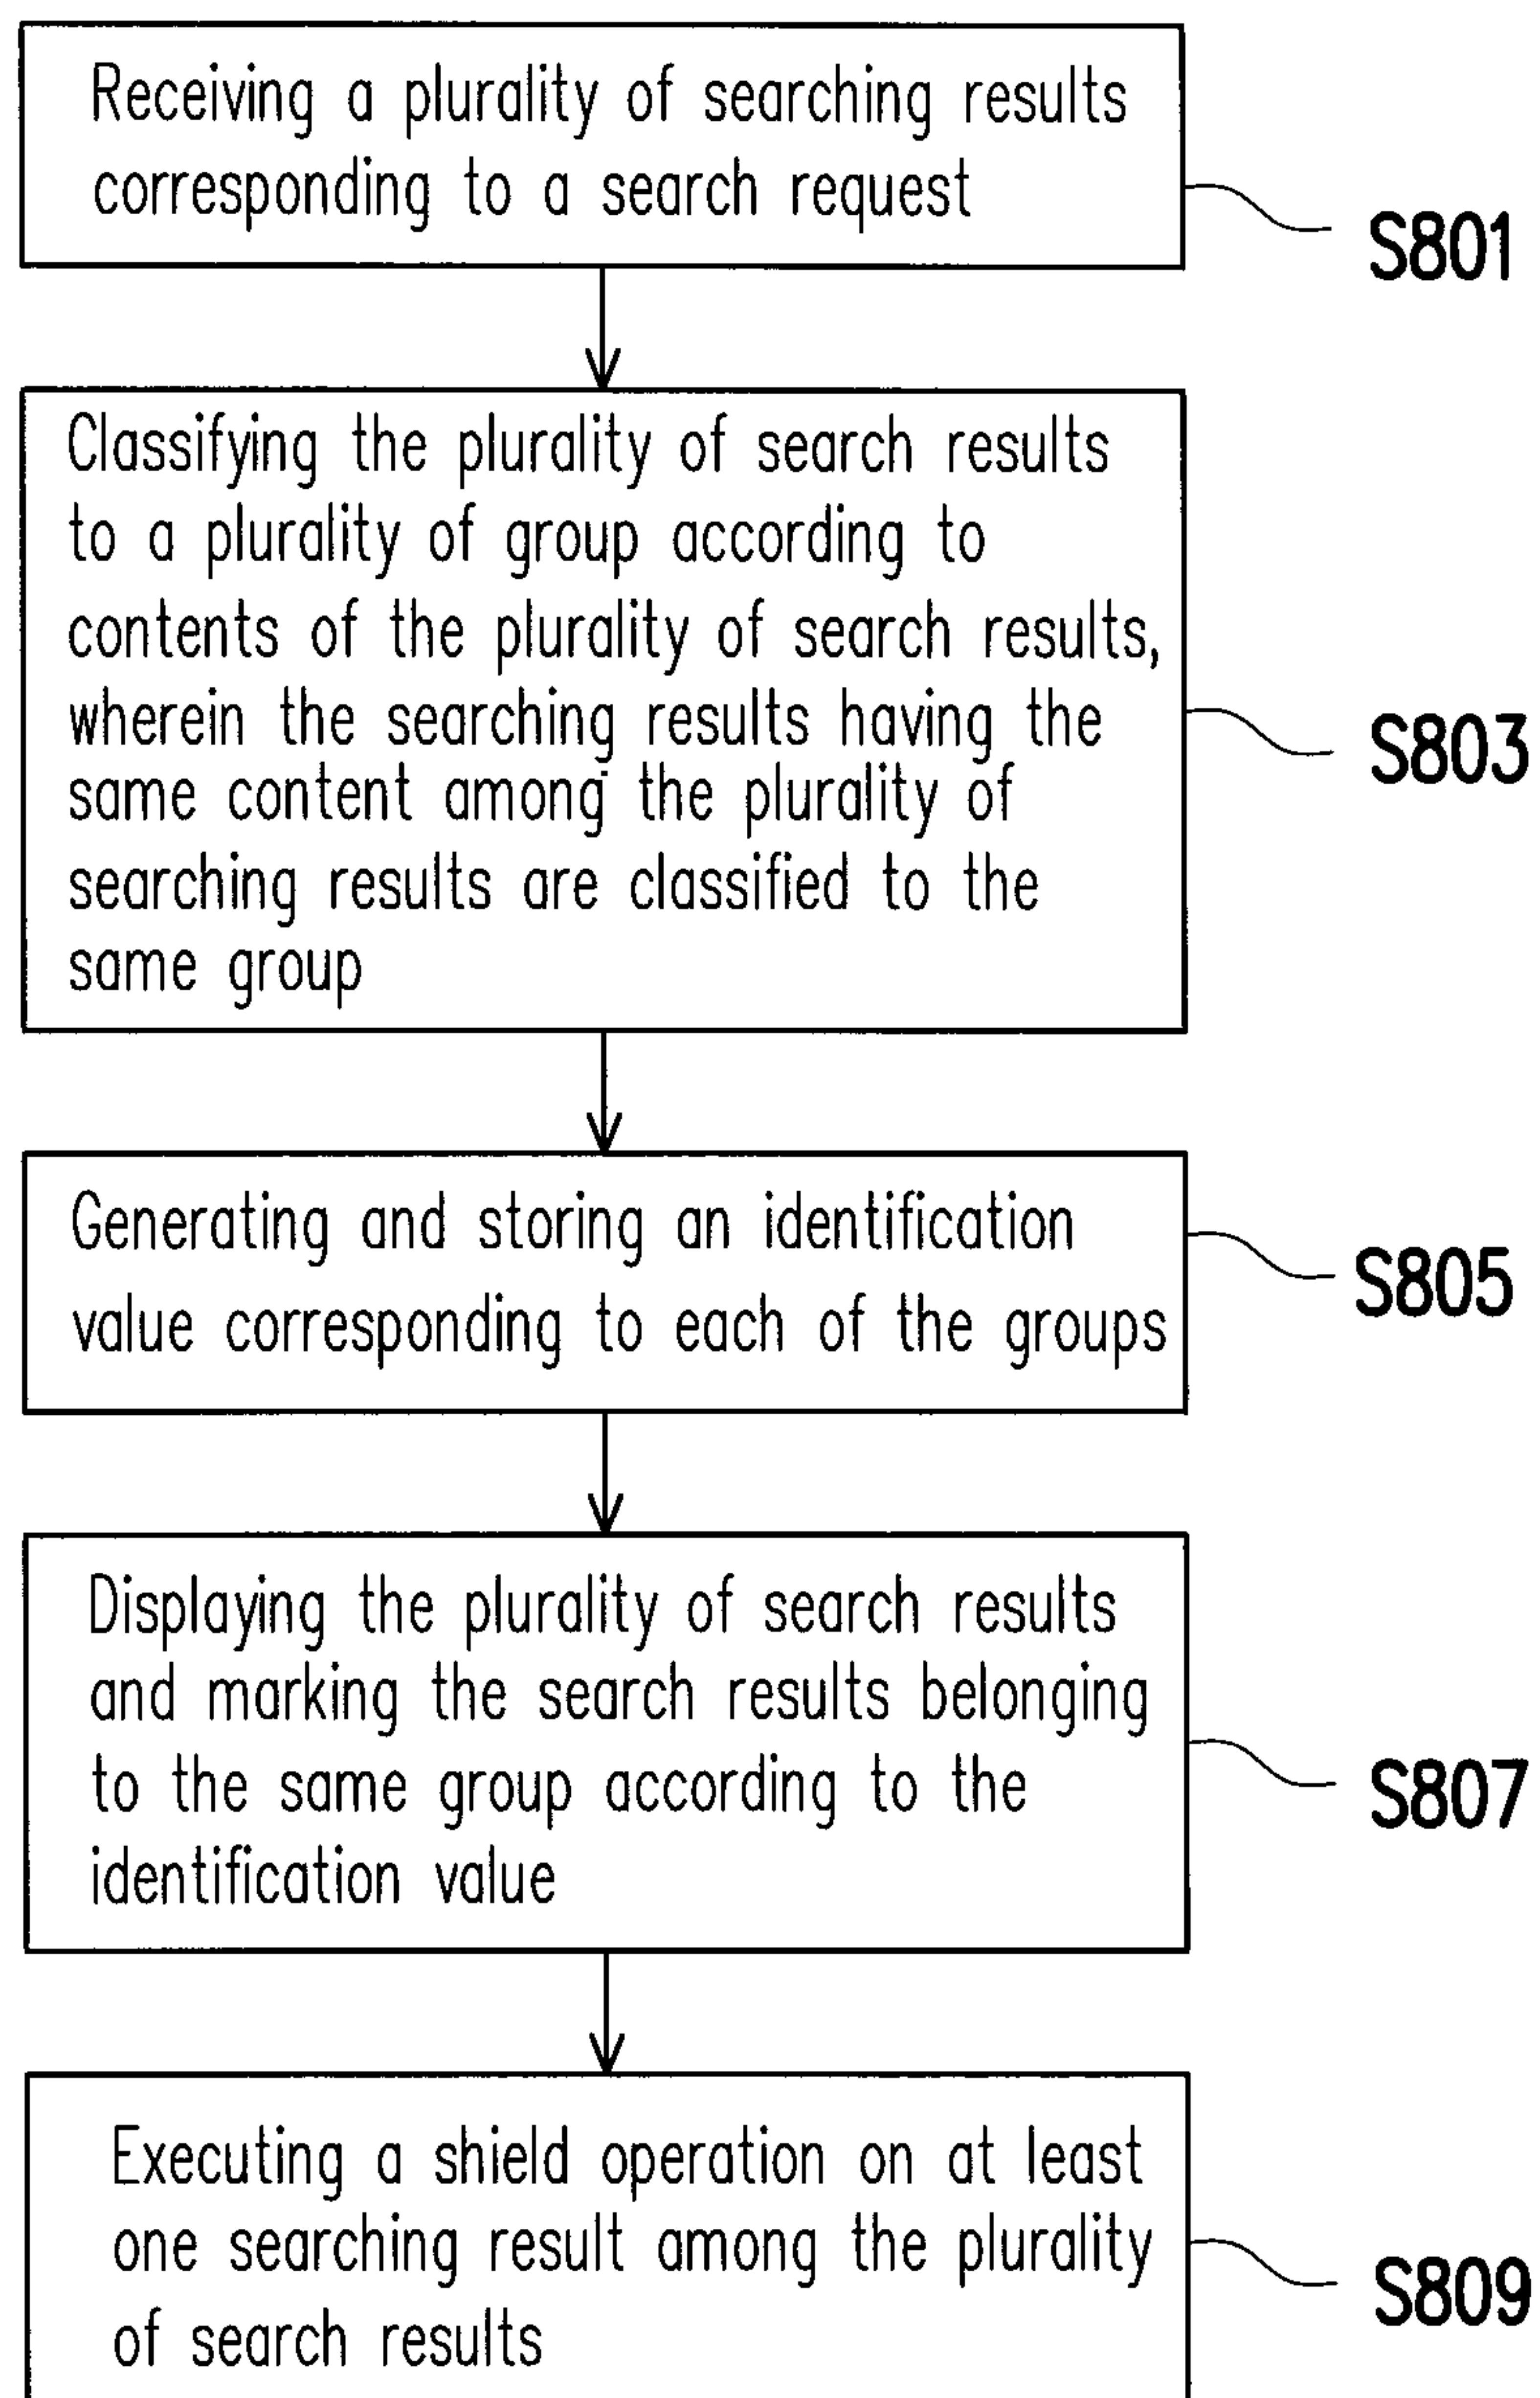 Receiving a plurality of searching results
corresponding to a search request
S801
Classifying the plurality of search results
to a plurality of group according to
contents of the plurality of search results,
wherein the searching results having the
same content among the plurality of
searching results are classified to the
same group
S803
Generating and storing an identification
value corresponding to each of the groups
S805
Displaying the plurality of search results
and marking the search results belonging
to the same group according to the
identification value
S807
Executing a shield operation on at least
one searching result among the plurality
of search results
S809